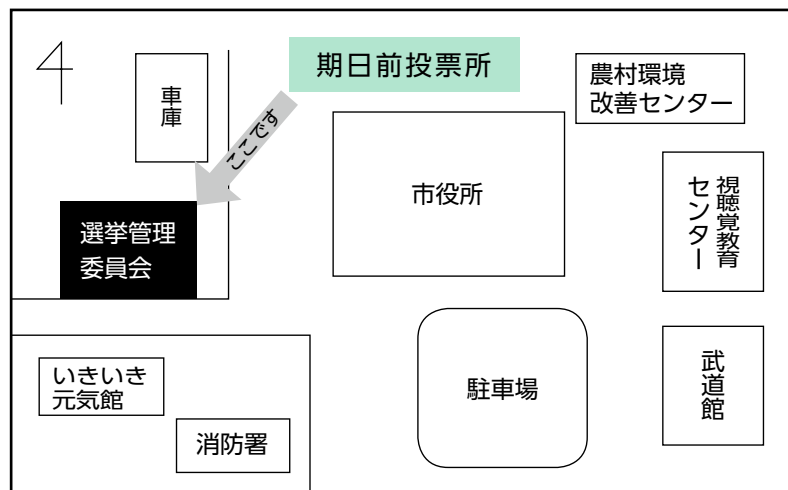 期日前投票所
ここです
車庫
農村環境
改善センター
市役所
視聴覚教育
センター
選挙管理
委員会
駐車場
武道館
いきいき
元気館
消防署